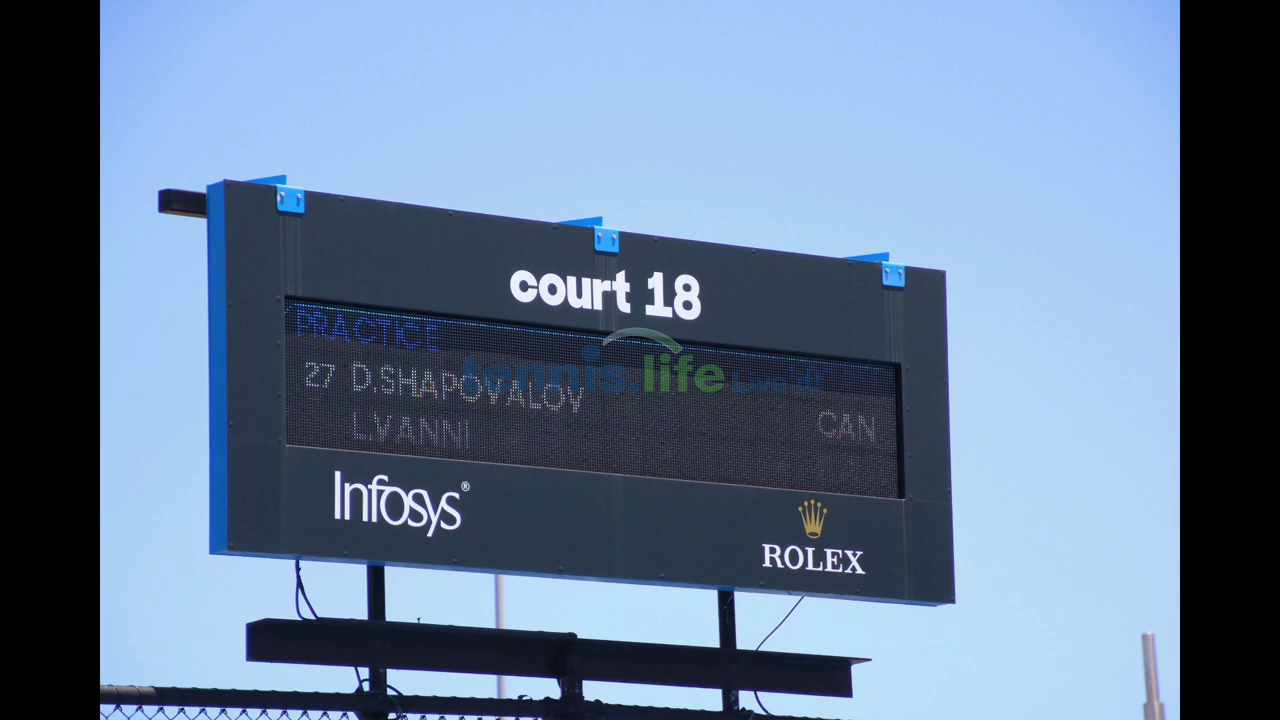 court 18
PRACTICE
27 D.SHAPOVALOV CAN
L.VANNI
tennis.life
Infosys®
ROLEX